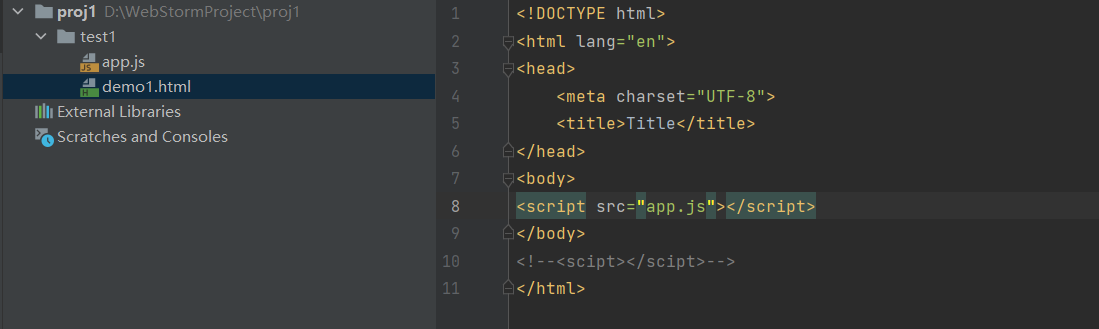 proj1 D:\WebStormProject\proj1
test1
app.js
demo1.html
External Libraries
Scratches and Consoles
1 <!DOCTYPE html>
2 <html lang="en">
3 <head>
4     <meta charset="UTF-8">
5     <title>Title</title>
6 </head>
7 <body>
8 <script src="app.js"></script>
9 </body>
10 <!--<scipt></scipt>-->
11 </html>